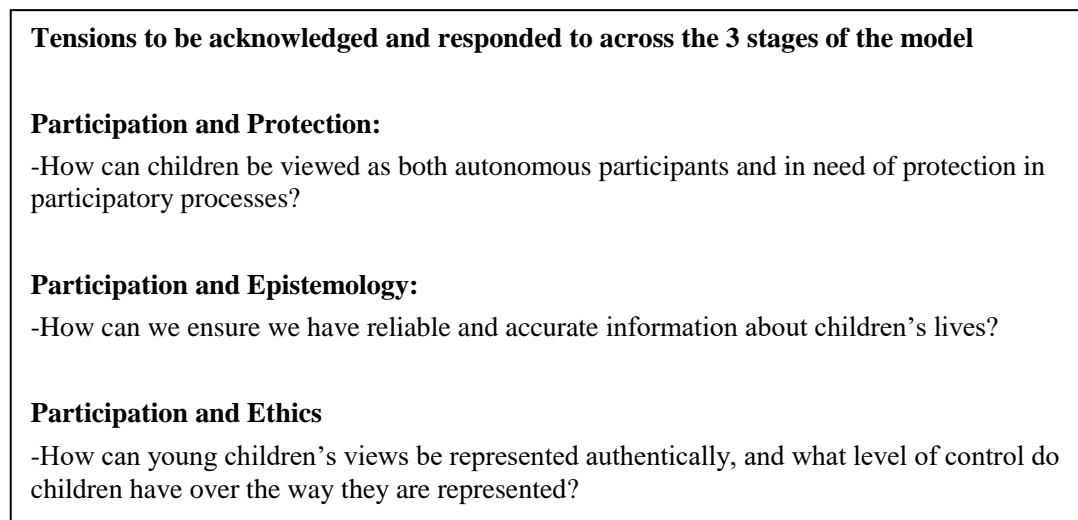 Tensions to be acknowledged and responded to across the 3 stages of the model
Participation and Protection:
-How can children be viewed as both autonomous participants and in need of protection in
participatory processes?
Participation and Epistemology:
-How can we ensure we have reliable and accurate information about children’s lives?
Participation and Ethics
-How can young children’s views be represented authentically, and what level of control do
children have over the way they are represented?